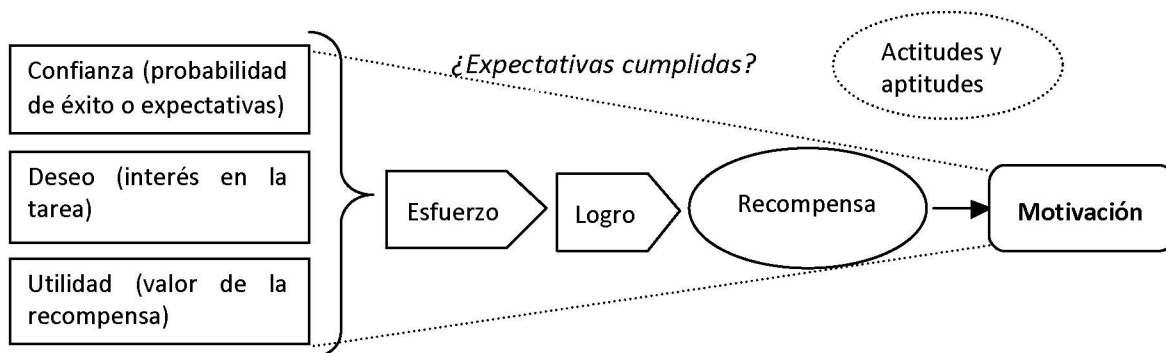 Confianza (probabilidad
de éxito o expectativas)
Deseo (interés en la
tarea)
Utilidad (valor de la
recompensa)
¿Expectativas cumplidas?
Actitudes y
aptitudes
Esfuerzo
Logro
Recompensa
Motivación